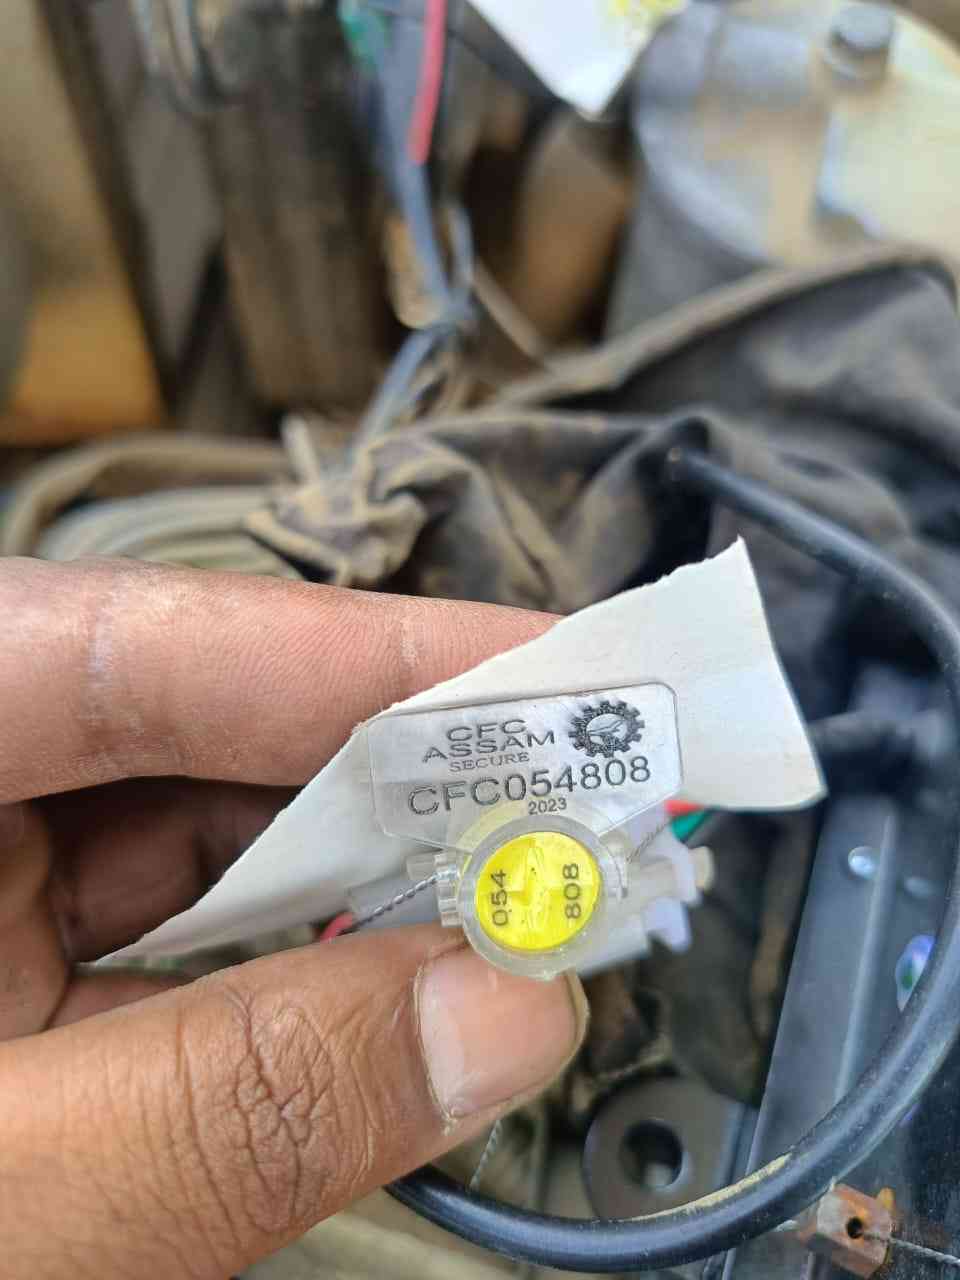 CFC
ASSAM
SECURE
CFC054808
2023
054
808